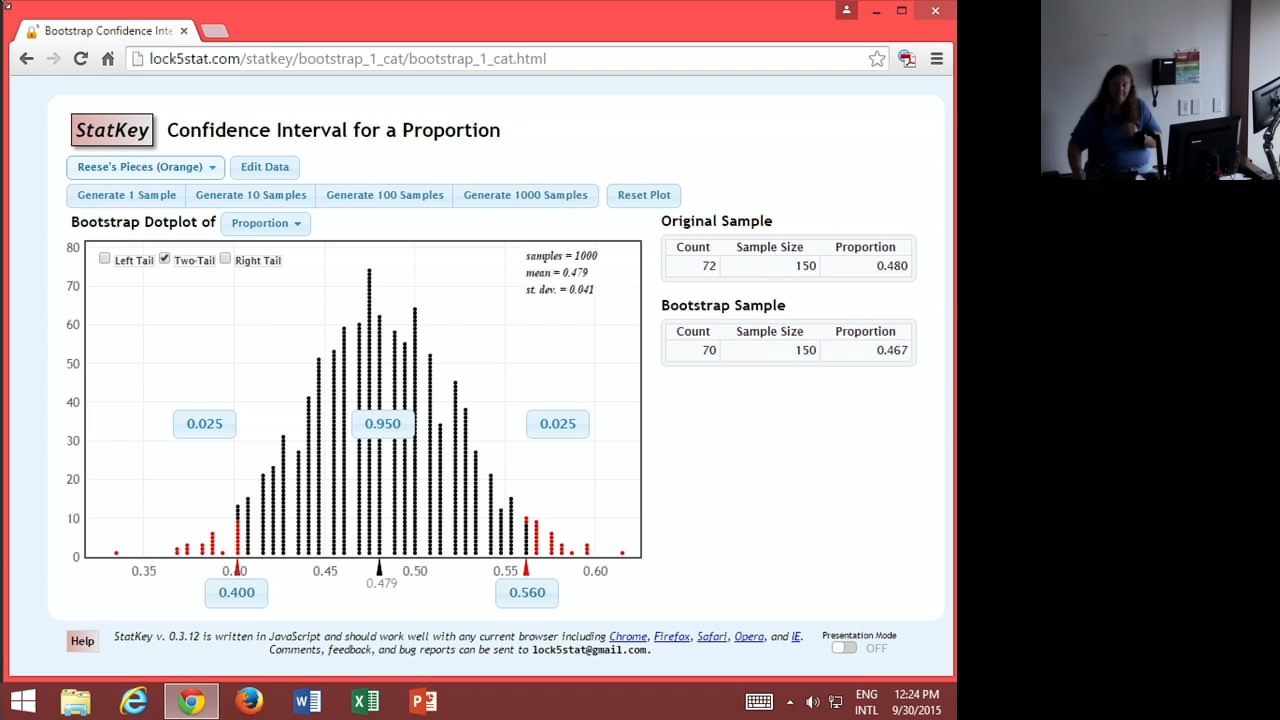 Bootstrap Confidence Inte
lock5stat.com/statkey/bootstrap_1_cat/bootstrap_1_cat.html
StatKey Confidence Interval for a Proportion
Reese's Pieces (Orange) Edit Data
Generate 1 Sample Generate 10 Samples Generate 100 Samples Generate 1000 Samples Reset Plot
Bootstrap Dotplot of Proportion
Left Tail Two-Tail Right Tail
samples = 1000
mean = 0.479
st. dev. = 0.041
80
70
60
50
40
30
20
10
0
0.025 0.950 0.025
0.35 0.45 0.50 0.55 0.60
0.479
0.400 0.560
Original Sample
Count Sample Size Proportion
72 150 0.480
Bootstrap Sample
Count Sample Size Proportion
70 150 0.467
Help
StatKey v. 0.3.12 is written in JavaScript and should work well with any current browser including Chrome, Firefox, Safari, Opera, and IE.
Comments, feedback, and bug reports can be sent to lock5stat@gmail.com.
Presentation Mode
OFF
ENG
INTL
12:24 PM
9/30/2015